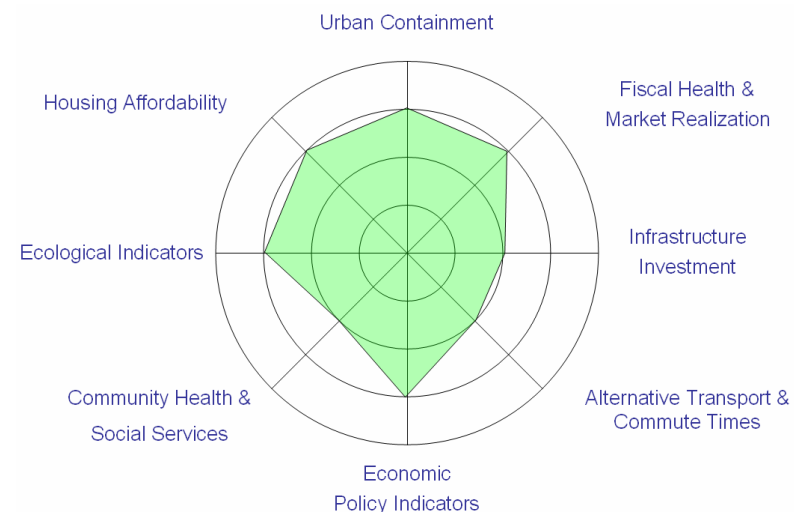 Urban Containment
Fiscal Health &
Market Realization
Housing Affordability
Infrastructure
Investment
Ecological Indicators
Alternative Transport &
Commute Times
Community Health &
Social Services
Economic
Policy Indicators